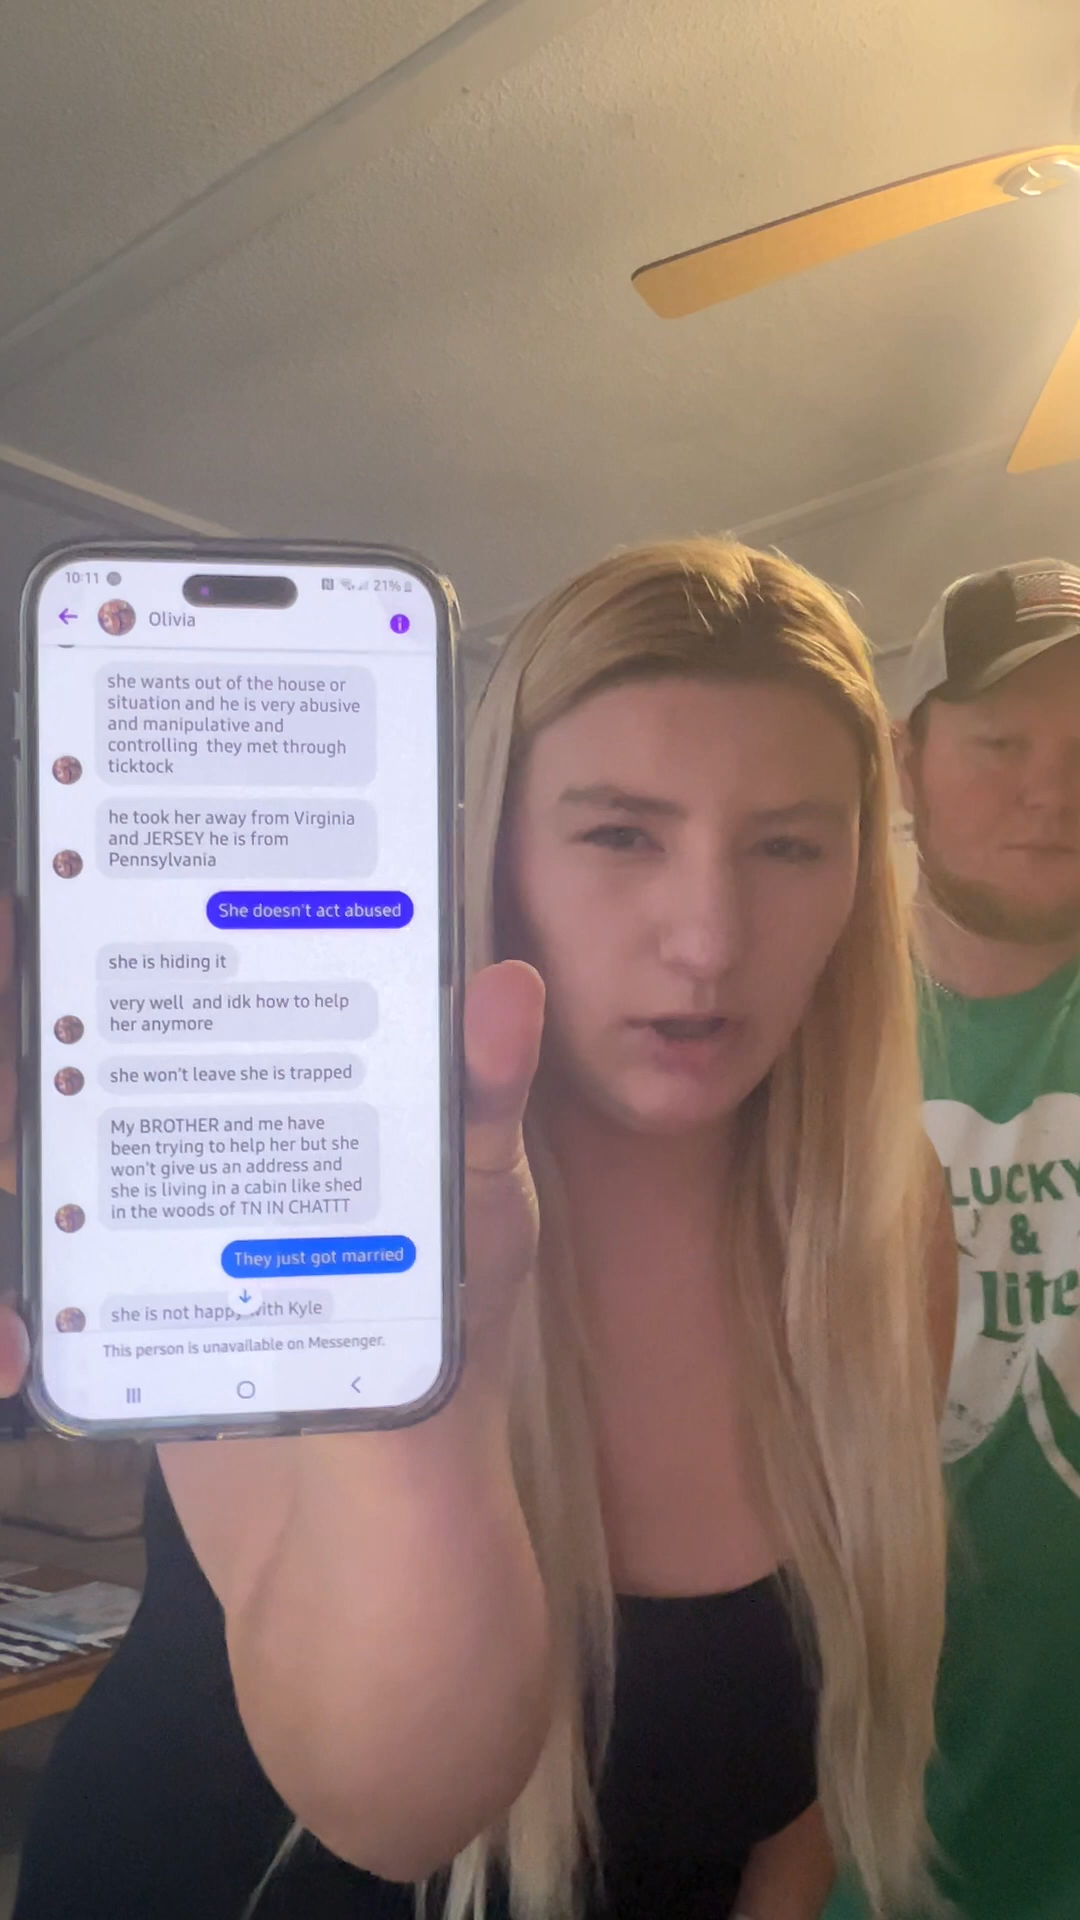 10:11
21%
Olivia
she wants out of the house or
situation and he is very abusive
and manipulative and
controlling they met through
ticktock
he took her away from Virginia
and JERSEY he is from
Pennsylvania
She doesn't act abused
she is hiding it
very well and idk how to help
her anymore
she won't leave she is trapped
My BROTHER and me have
been trying to help her but she
won't give us an address and
she is living in a cabin like shed
in the woods of TN IN CHATTT
They just got married
she is not happy with Kyle
This person is unavailable on Messenger.
LUCKY
&
Lite